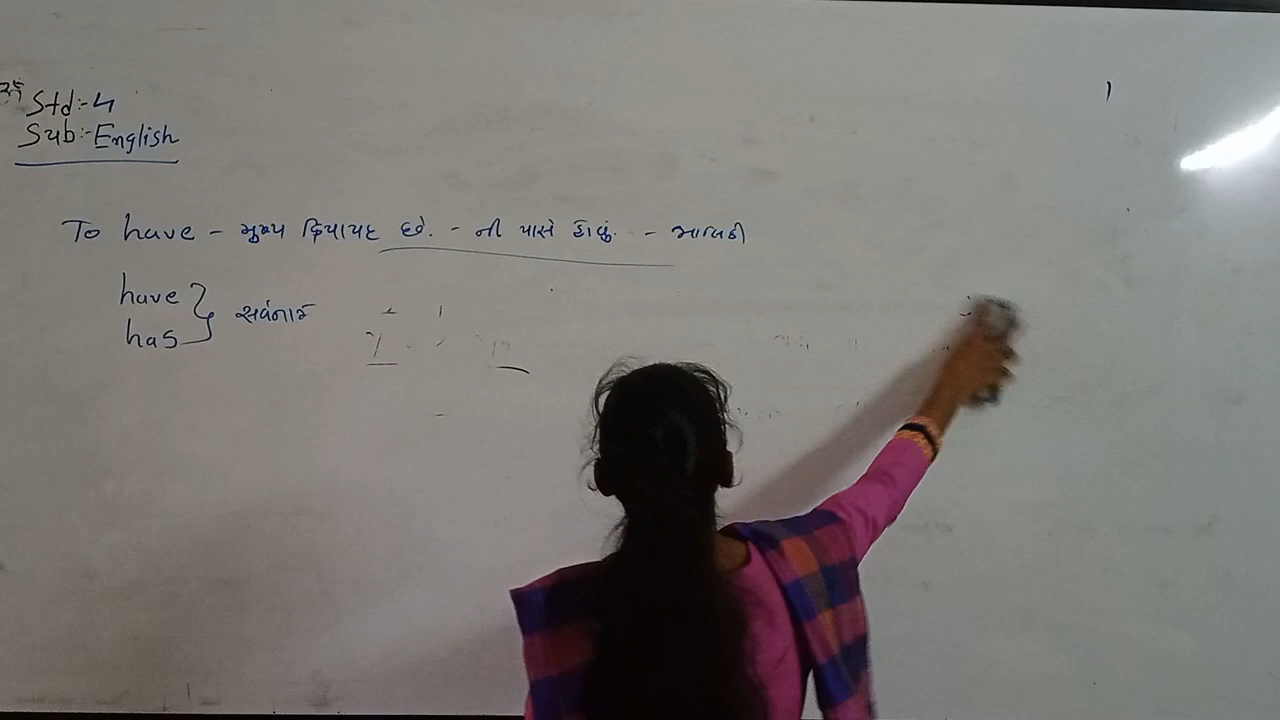 Std:- 4
Sub:- English
To have - મુખ્ય ક્રિયાપદ છે. - ની પાસે હોવું. - માલિકી
have
has } સર્વનામ